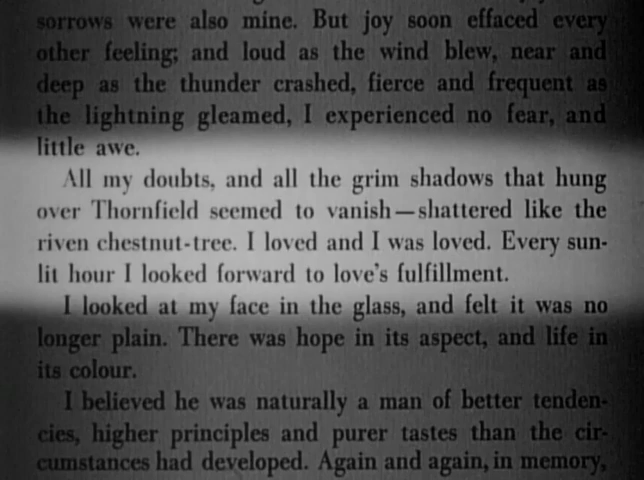 sorrows were also mine. But joy soon effaced every
other feeling; and loud as the wind blew, near and
deep as the thunder crashed, fierce and frequent as
the lightning gleamed, I experienced no fear, and
little awe.
All my doubts, and all the grim shadows that hung
over Thornfield seemed to vanish—shattered like the
riven chestnut-tree. I loved and I was loved. Every sun-
lit hour I looked forward to love's fulfillment.
I looked at my face in the glass, and felt it was no
longer plain. There was hope in its aspect, and life in
its colour.
I believed he was naturally a man of better tenden-
cies, higher principles and purer tastes than the cir-
cumstances had developed. Again and again, in memory,